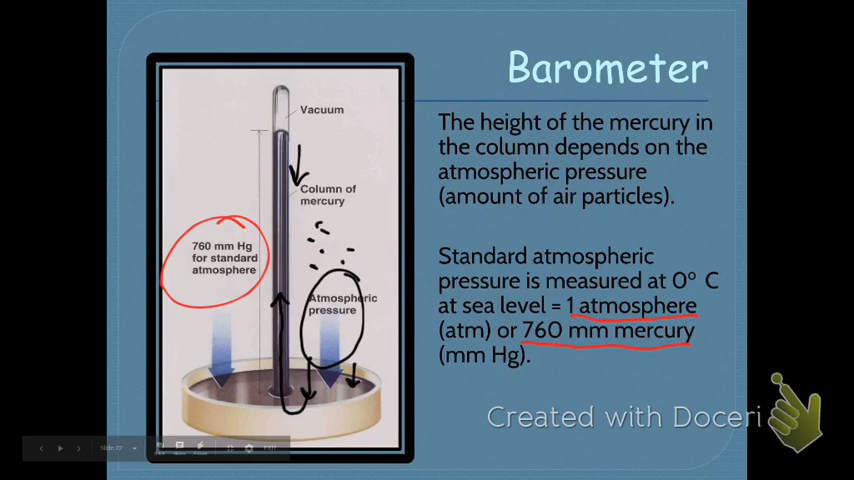 Barometer
Vacuum
Column of
mercury
760 mm Hg
for standard
atmosphere
Atmospheric
pressure
The height of the mercury in
the column depends on the
atmospheric pressure
(amount of air particles).
Standard atmospheric
pressure is measured at 0° C
at sea level = 1 atmosphere
(atm) or 760 mm mercury
(mm Hg).
Created with Doceri
Slide 27